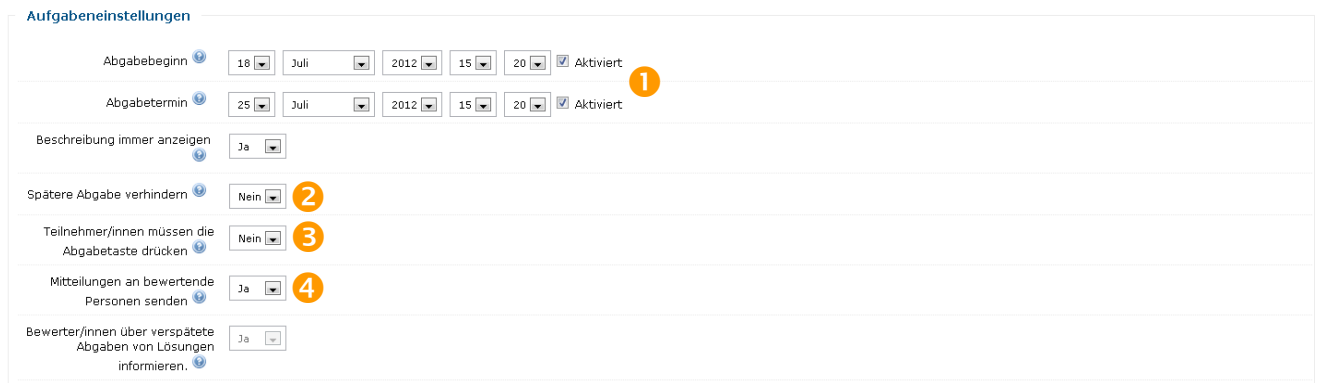 Aufgabeneinstellungen
Abgabebeginn 18 Juli 2012 15 20 Aktiviert
1
Abgabetermin 25 Juli 2012 15 20 Aktiviert
Beschreibung immer anzeigen Ja
Spätere Abgabe verhindern Nein 2
Teilnehmer/innen müssen die
Abgabetaste drücken Nein 3
Mitteilungen an bewertende
Personen senden Ja 4
Bewerter/innen über verspätete
Abgaben von Lösungen Ja
informieren.